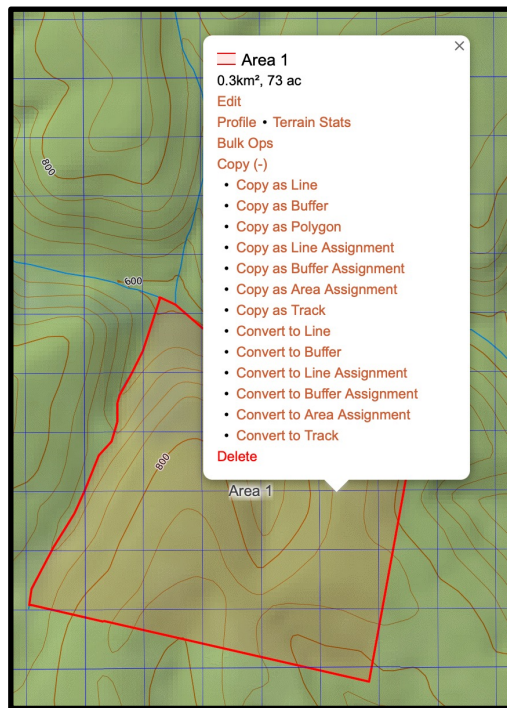 Area 1
0.3km², 73 ac
Edit
Profile • Terrain Stats
Bulk Ops
Copy (-)
• Copy as Line
• Copy as Buffer
• Copy as Polygon
• Copy as Line Assignment
• Copy as Buffer Assignment
• Copy as Area Assignment
• Copy as Track
• Convert to Line
• Convert to Buffer
• Convert to Line Assignment
• Convert to Buffer Assignment
• Convert to Area Assignment
• Convert to Track
Delete
800
600
800
Area 1